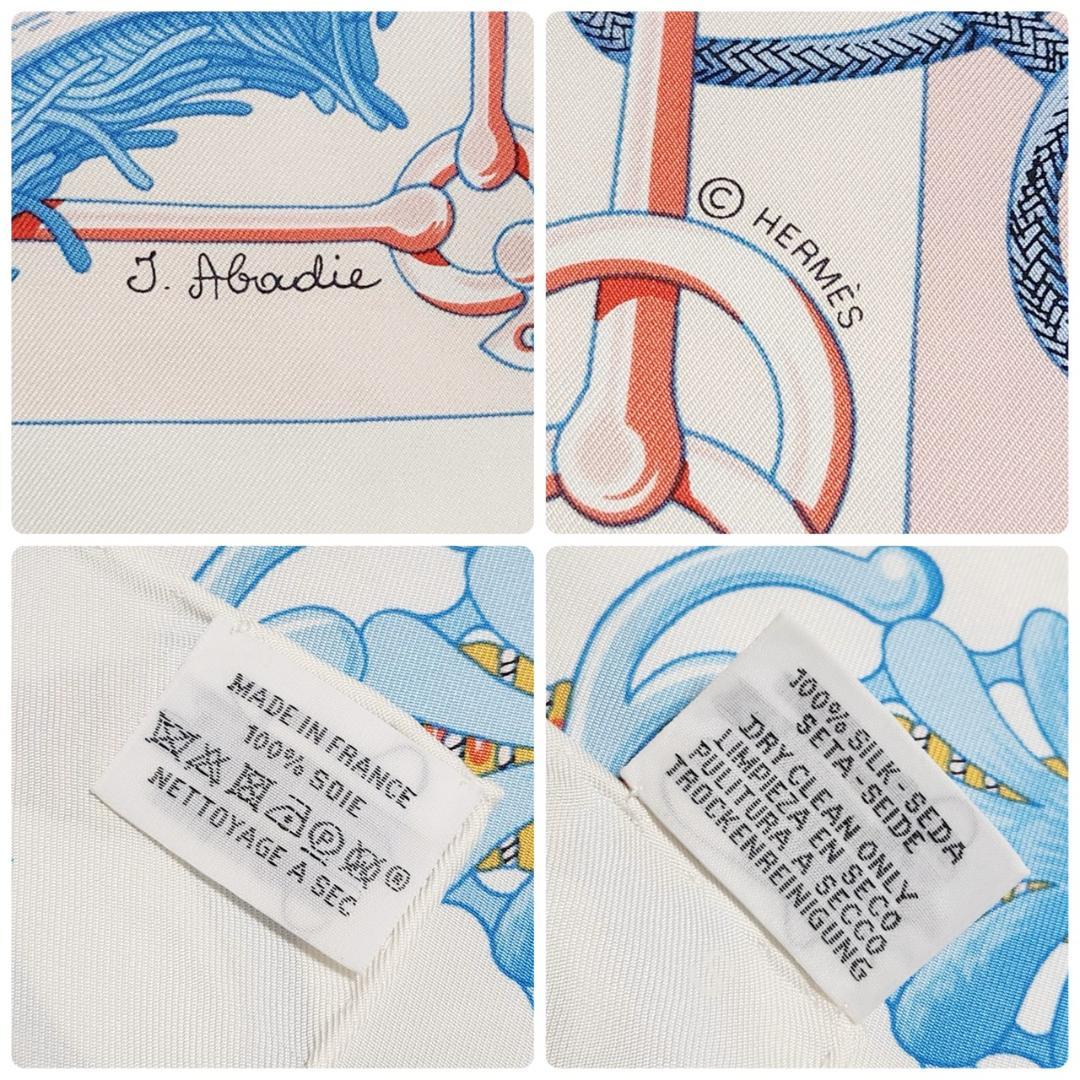 J. Abadie
© HERMÈS
MADE IN FRANCE
100% SOIE
Ⓟ ®
NETTOYAGE A SEC
100% SILK - SEDA
SETA - SEIDE
DRY CLEAN ONLY
LIMPIEZA EN SECO
PULITURA A SECCO
TROCKENREINIGUNG